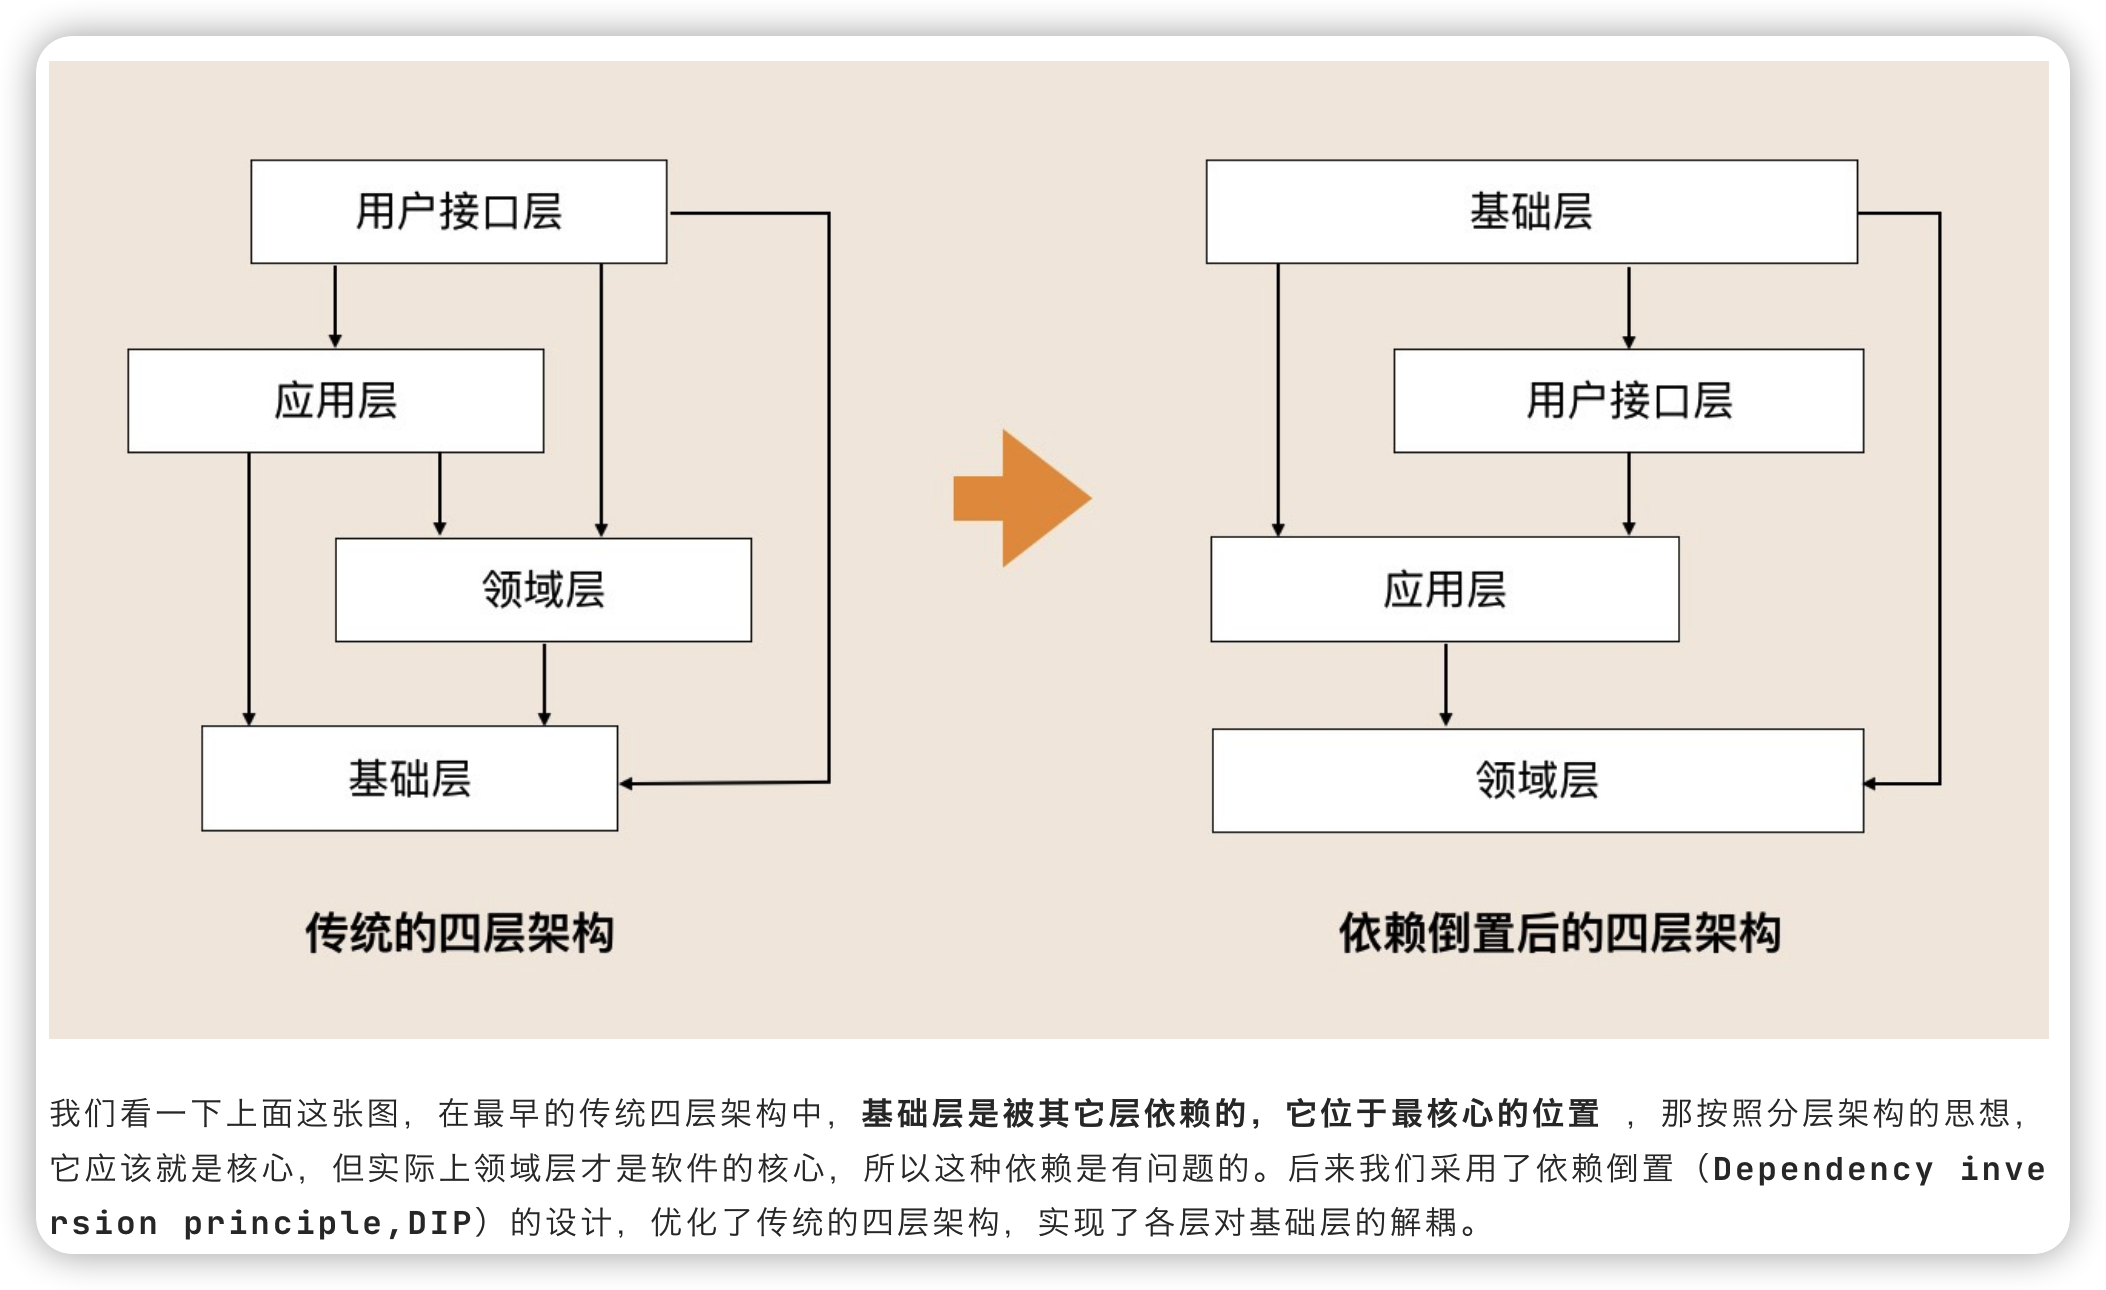 用户接口层
应用层
领域层
基础层
传统的四层架构
基础层
用户接口层
应用层
领域层
依赖倒置后的四层架构
我们看一下上面这张图，在最早的传统四层架构中，基础层是被其它层依赖的，它位于最核心的位置 ，那按照分层架构的思想，
它应该就是核心，但实际上领域层才是软件的核心，所以这种依赖是有问题的。后来我们采用了依赖倒置（Dependency inve
rsion principle,DIP）的设计，优化了传统的四层架构，实现了各层对基础层的解耦。